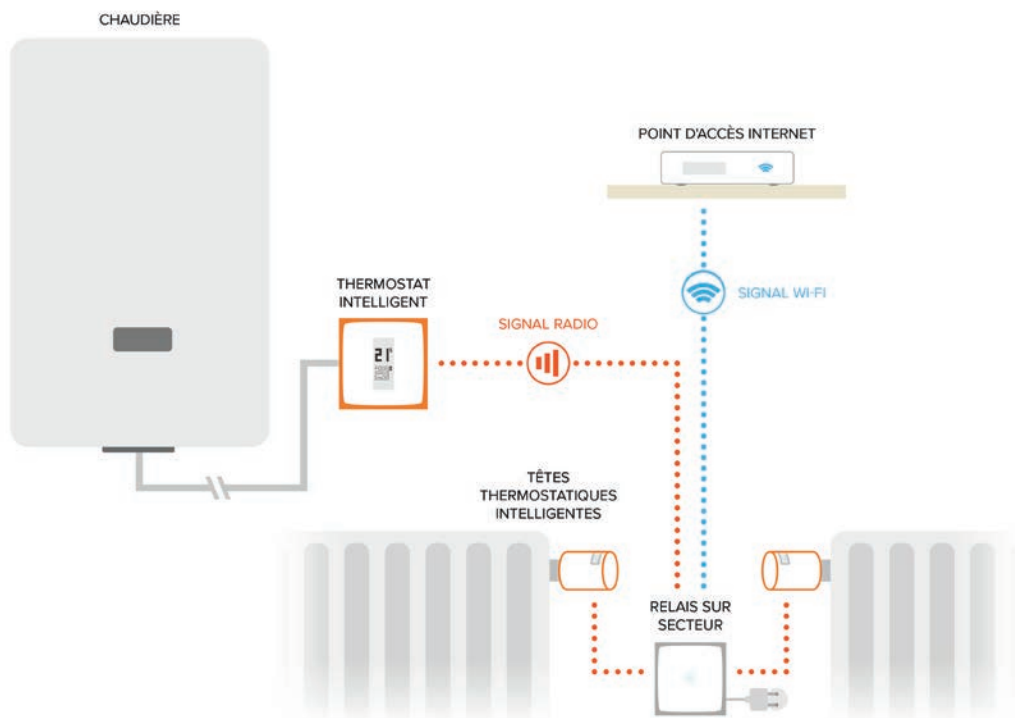 CHAUDIÈRE
POINT D'ACCÈS INTERNET
THERMOSTAT
INTELLIGENT
SIGNAL WI-FI
SIGNAL RADIO
21°
TÊTES
THERMOSTATIQUES
INTELLIGENTES
RELAIS SUR
SECTEUR